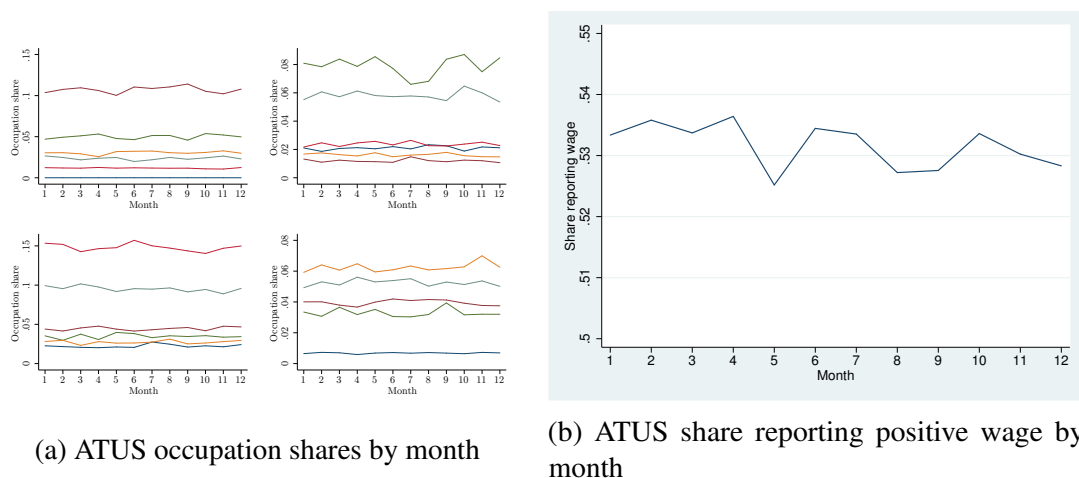 Occupation share
0 .05 .1 .15
1 2 3 4 5 6 7 8 9 10 11 12
Month
Occupation share
0 .02 .04 .06 .08
1 2 3 4 5 6 7 8 9 10 11 12
Month
Occupation share
0 .05 .1 .15
1 2 3 4 5 6 7 8 9 10 11 12
Month
Occupation share
0 .02 .04 .06 .08
1 2 3 4 5 6 7 8 9 10 11 12
Month
(a) ATUS occupation shares by month
Share reporting wage
.5 .51 .52 .53 .54 .55
1 2 3 4 5 6 7 8 9 10 11 12
Month
(b) ATUS share reporting positive wage by
month